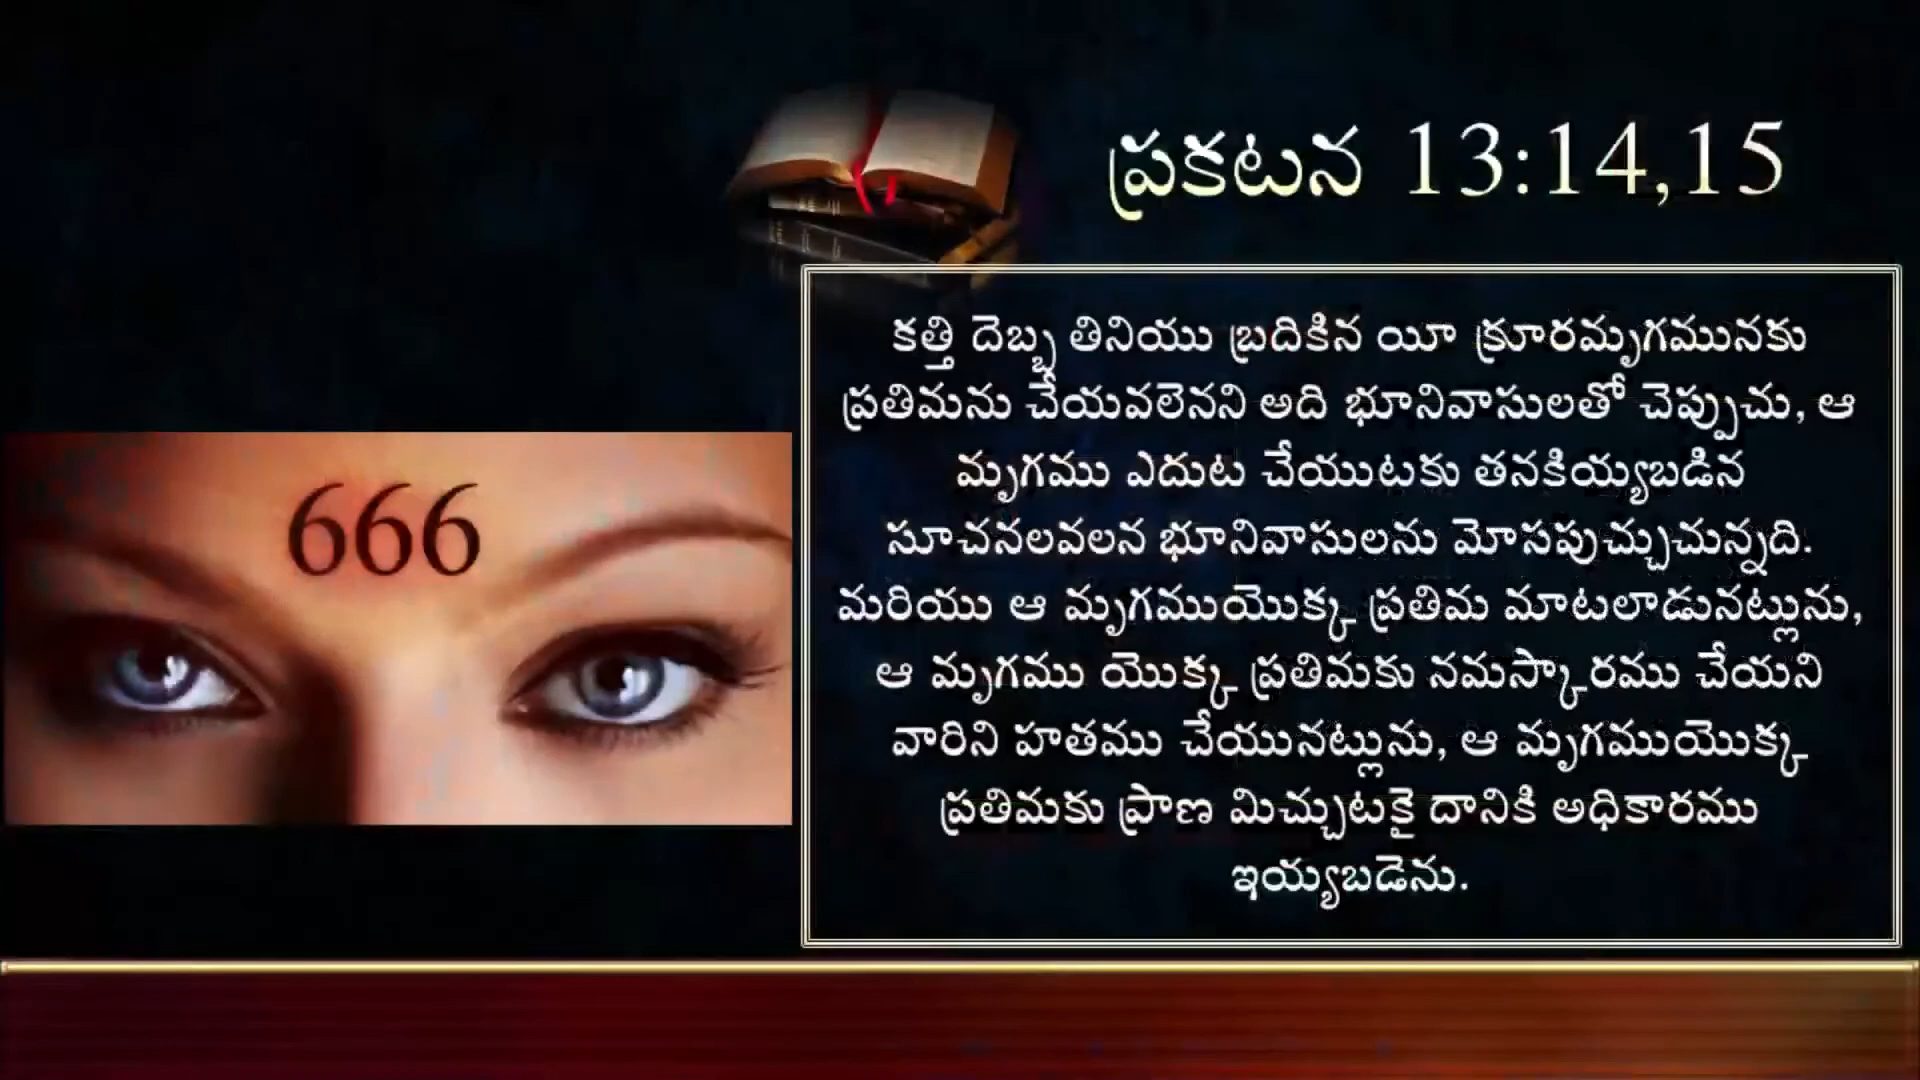 ప్రకటన 13:14,15
కత్తి దెబ్బ తినియు బ్రదికిన యీ క్రూరమృగమునకు
ప్రతిమను చేయవలెనని అది భూనివాసులతో చెప్పుచు, ఆ
మృగము ఎదుట చేయుటకు తనకియ్యబడిన
సూచనలవలన భూనివాసులను మోసపుచ్చుచున్నది.
మరియు ఆ మృగముయొక్క ప్రతిమ మాటలాడునట్లును,
ఆ మృగము యొక్క ప్రతిమకు నమస్కారము చేయని
వారిని హతము చేయునట్లును, ఆ మృగముయొక్క
ప్రతిమకు ప్రాణ మిచ్చుటకై దానికి అధికారము
ఇయ్యబడెను.
666